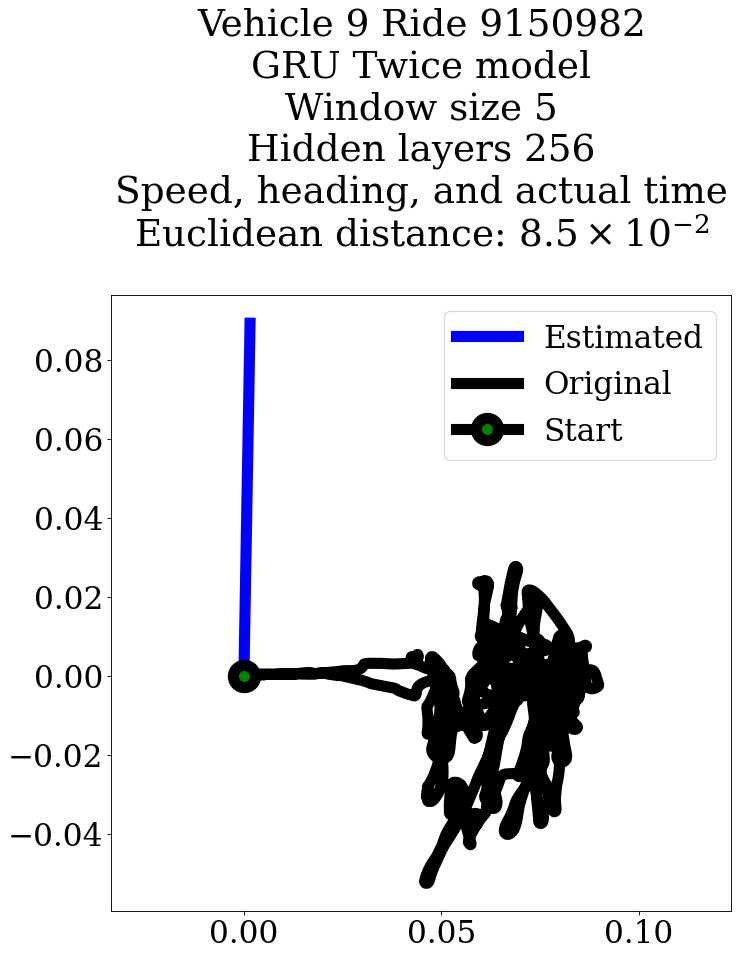 Vehicle 9 Ride 9150982
GRU Twice model
Window size 5
Hidden layers 256
Speed, heading, and actual time
Euclidean distance: 8.5 × 10⁻²
Estimated
Original
Start
0.08
0.06
0.04
0.02
0.00
−0.02
−0.04
0.00 0.05 0.10